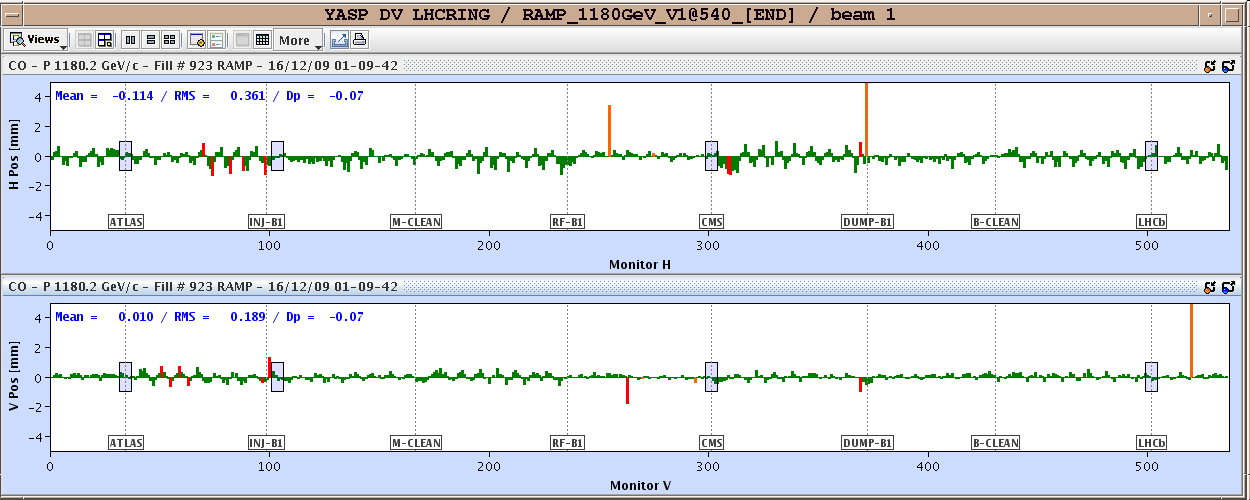 YASP DV LHCRING / RAMP_1180GeV_V1@540_[END] / beam 1
Views More
CO - P 1180.2 GeV/c - Fill # 923 RAMP - 16/12/09 01-09-42
Mean = -0.114 / RMS = 0.361 / Dp = -0.07
H Pos [mm]
4
2
0
-2
-4
ATLAS INJ-B1 M-CLEAN RF-B1 CMS DUMP-B1 B-CLEAN LHCb
0 100 200 300 400 500
Monitor H
CO - P 1180.2 GeV/c - Fill # 923 RAMP - 16/12/09 01-09-42
Mean = 0.010 / RMS = 0.189 / Dp = -0.07
V Pos [mm]
4
2
0
-2
-4
ATLAS INJ-B1 M-CLEAN RF-B1 CMS DUMP-B1 B-CLEAN LHCb
0 100 200 300 400 500
Monitor V